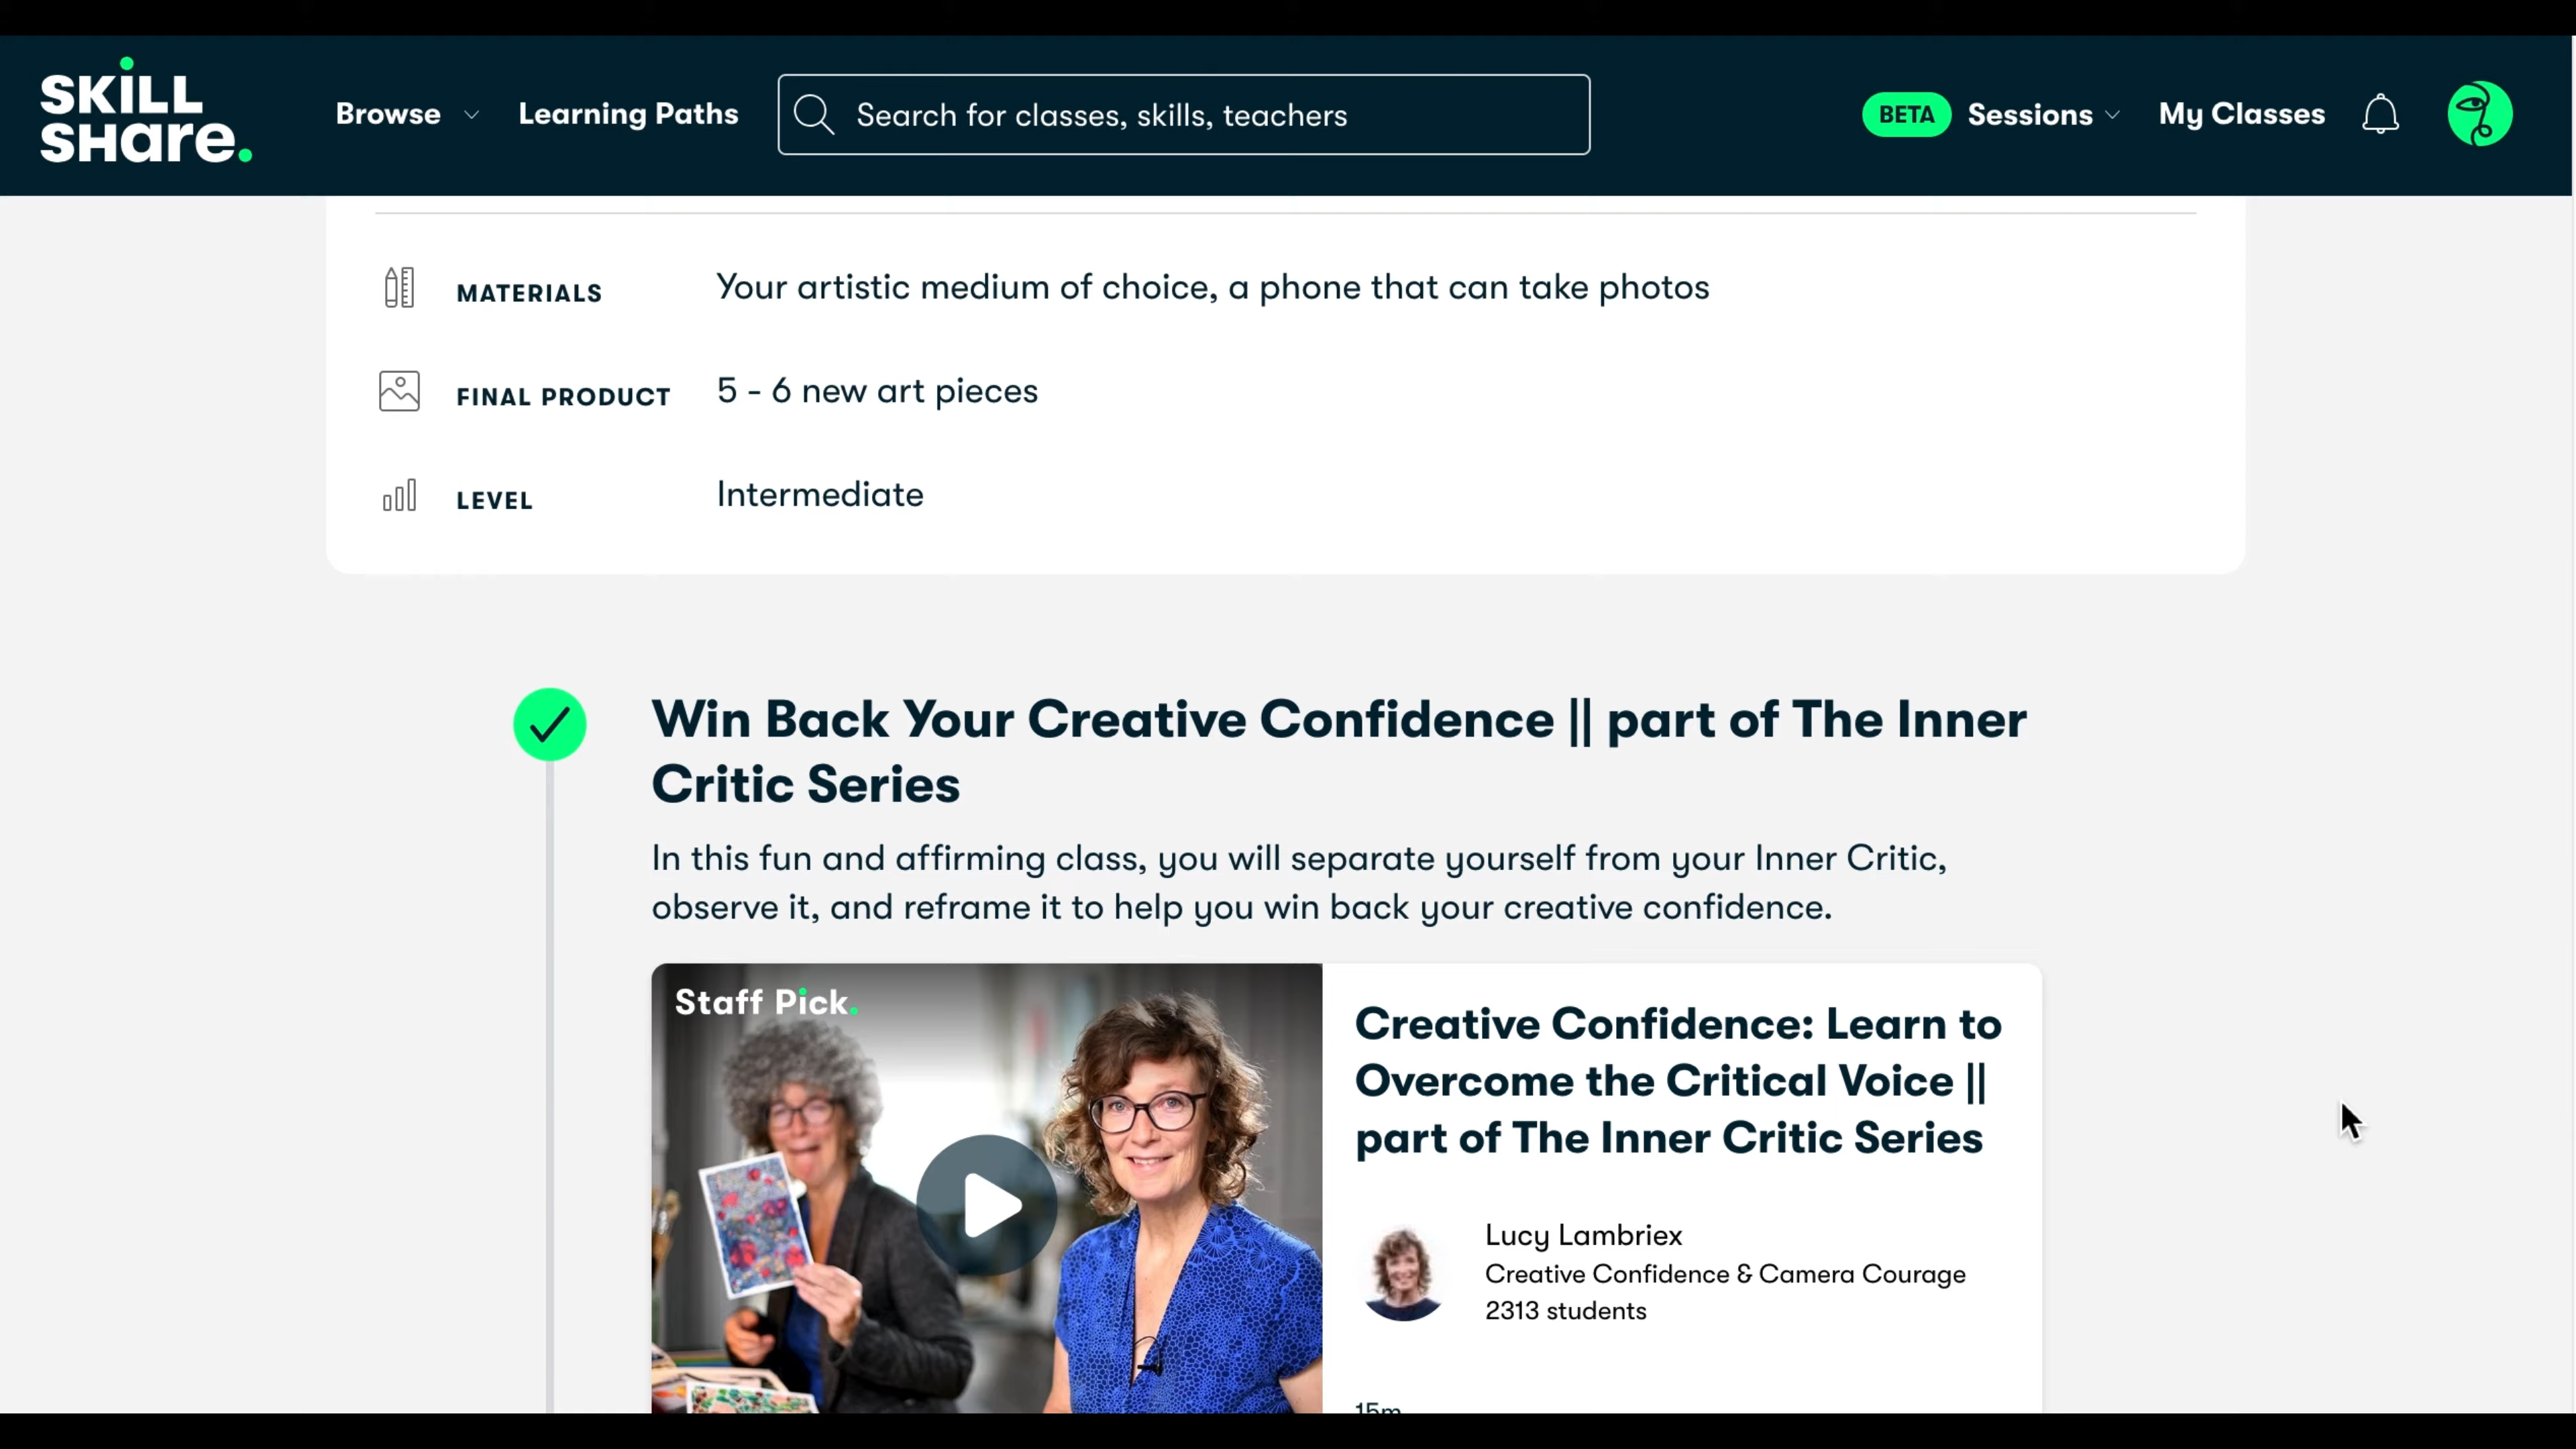 SKILL
SHare.
Browse
Learning Paths
Search for classes, skills, teachers
BETA
Sessions
My Classes
MATERIALS
Your artistic medium of choice, a phone that can take photos
FINAL PRODUCT
5 - 6 new art pieces
LEVEL
Intermediate
Win Back Your Creative Confidence || part of The Inner
Critic Series
In this fun and affirming class, you will separate yourself from your Inner Critic,
observe it, and reframe it to help you win back your creative confidence.
Staff Pick.
Creative Confidence: Learn to
Overcome the Critical Voice ||
part of The Inner Critic Series
Lucy Lambriex
Creative Confidence & Camera Courage
2313 students
15m